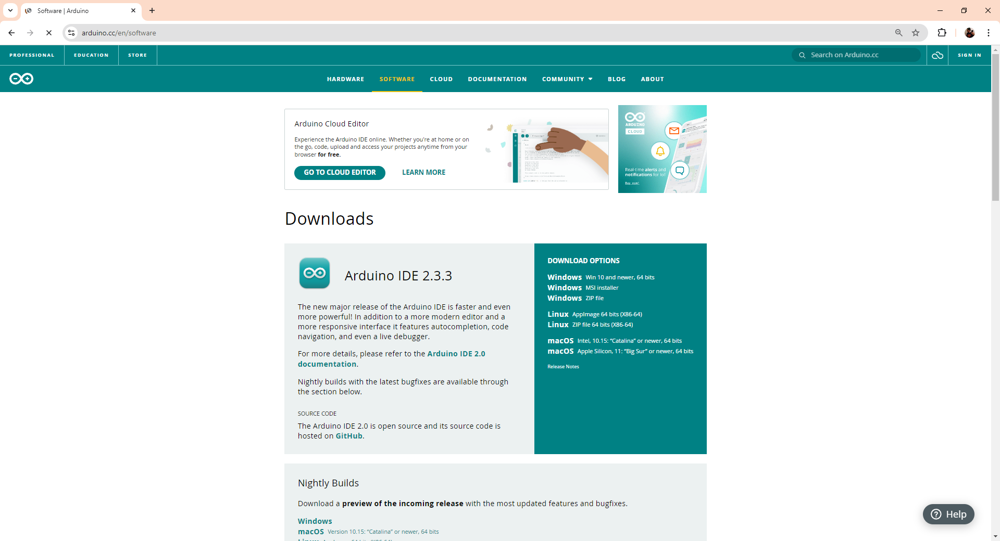 Software | Arduino
arduino.cc/en/software
PROFESSIONAL
EDUCATION
STORE
Search on Arduino.cc
SIGN IN
HARDWARE
SOFTWARE
CLOUD
DOCUMENTATION
COMMUNITY
BLOG
ABOUT
Arduino Cloud Editor
Experience the Arduino IDE online. Whether you're at home or on
the go, code, upload and access your projects anytime from your
browser for free.
GO TO CLOUD EDITOR
LEARN MORE
ARDUINO
CLOUD
Real-time alerts and
notifications for IoT
Buy now!
Downloads
Arduino IDE 2.3.3
The new major release of the Arduino IDE is faster and even
more powerful! In addition to a more modern editor and a
more responsive interface it features autocompletion, code
navigation, and even a live debugger.
For more details, please refer to the Arduino IDE 2.0
documentation.
Nightly builds with the latest bugfixes are available through
the section below.
SOURCE CODE
The Arduino IDE 2.0 is open source and its source code is
hosted on GitHub.
DOWNLOAD OPTIONS
Windows Win 10 and newer, 64 bits
Windows MSI installer
Windows ZIP file
Linux AppImage 64 bits (X86-64)
Linux ZIP file 64 bits (X86-64)
macOS Intel, 10.15: “Catalina” or newer, 64 bits
macOS Apple Silicon, 11: “Big Sur” or newer, 64 bits
Release Notes
Nightly Builds
Download a preview of the incoming release with the most updated features and bugfixes.
Windows
macOS Version 10.15: “Catalina” or newer, 64 bits
Help